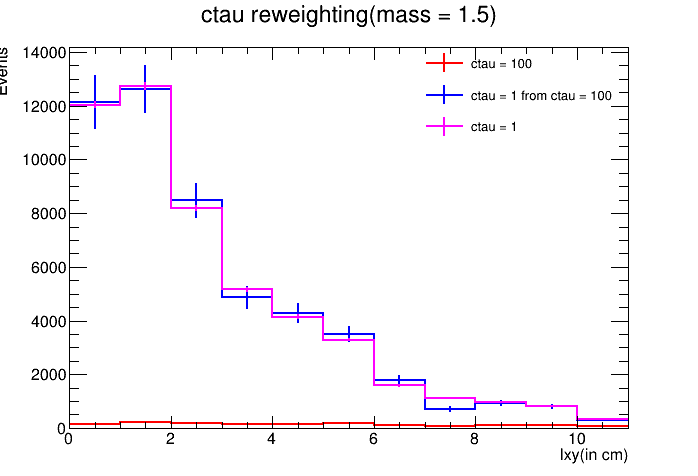 ctau reweighting(mass = 1.5)
Events
14000
12000
10000
8000
6000
4000
2000
0
0 2 4 6 8 10
lxy(in cm)
ctau = 100
ctau = 1 from ctau = 100
ctau = 1